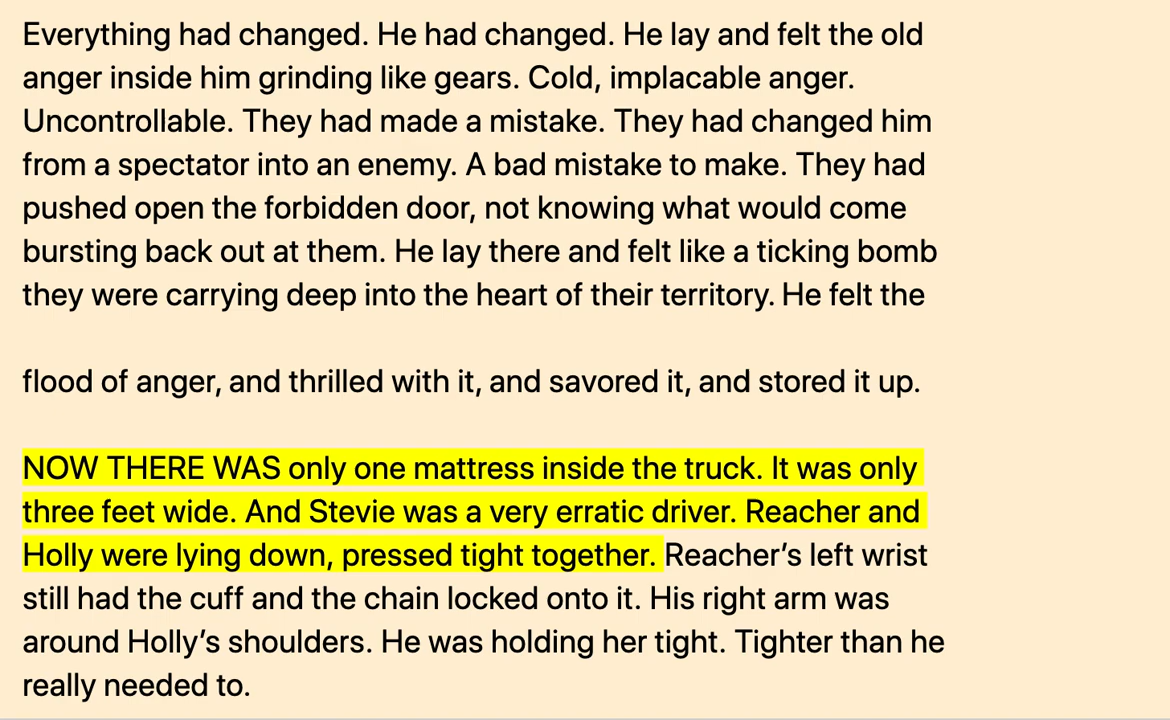 Everything had changed. He had changed. He lay and felt the old
anger inside him grinding like gears. Cold, implacable anger.
Uncontrollable. They had made a mistake. They had changed him
from a spectator into an enemy. A bad mistake to make. They had
pushed open the forbidden door, not knowing what would come
bursting back out at them. He lay there and felt like a ticking bomb
they were carrying deep into the heart of their territory. He felt the
flood of anger, and thrilled with it, and savored it, and stored it up.
NOW THERE WAS only one mattress inside the truck. It was only
three feet wide. And Stevie was a very erratic driver. Reacher and
Holly were lying down, pressed tight together. Reacher’s left wrist
still had the cuff and the chain locked onto it. His right arm was
around Holly’s shoulders. He was holding her tight. Tighter than he
really needed to.